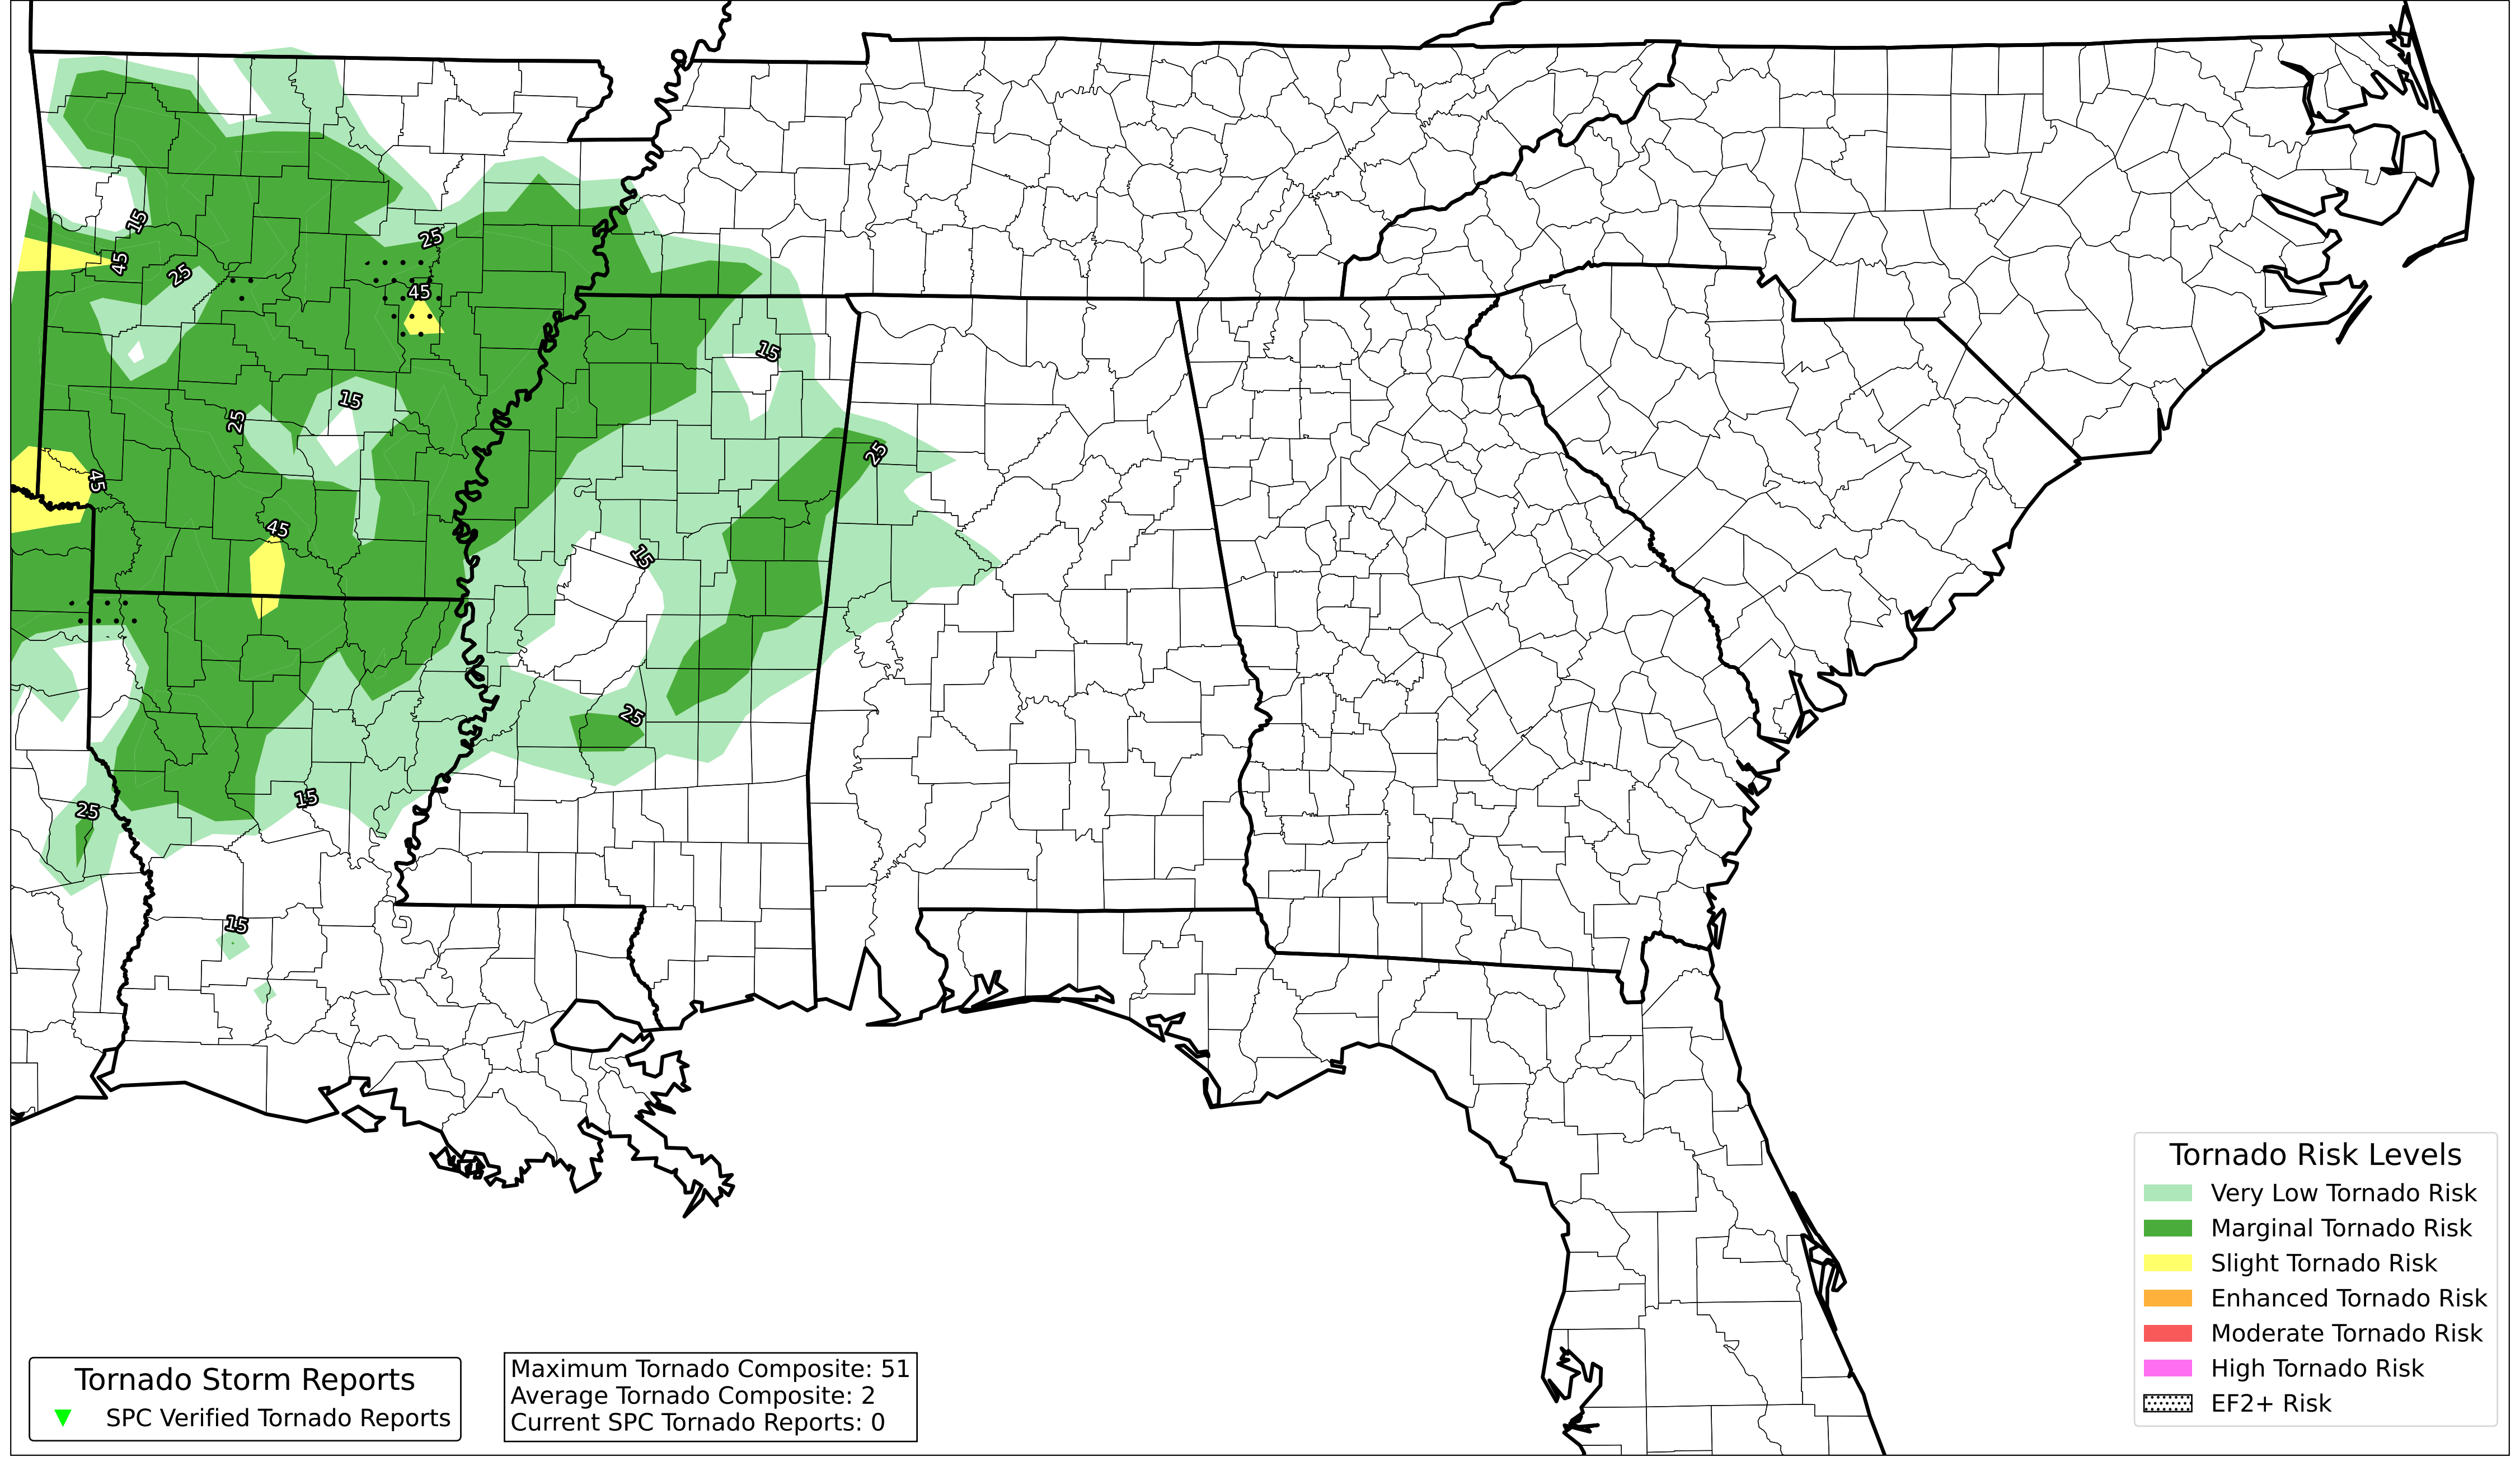 15
25
45
25
45
15
15
25
25
45
45
15
25
15
25
15
Tornado Risk Levels
Very Low Tornado Risk
Marginal Tornado Risk
Slight Tornado Risk
Enhanced Tornado Risk
Moderate Tornado Risk
High Tornado Risk
EF2+ Risk
Tornado Storm Reports
SPC Verified Tornado Reports
Maximum Tornado Composite: 51
Average Tornado Composite: 2
Current SPC Tornado Reports: 0